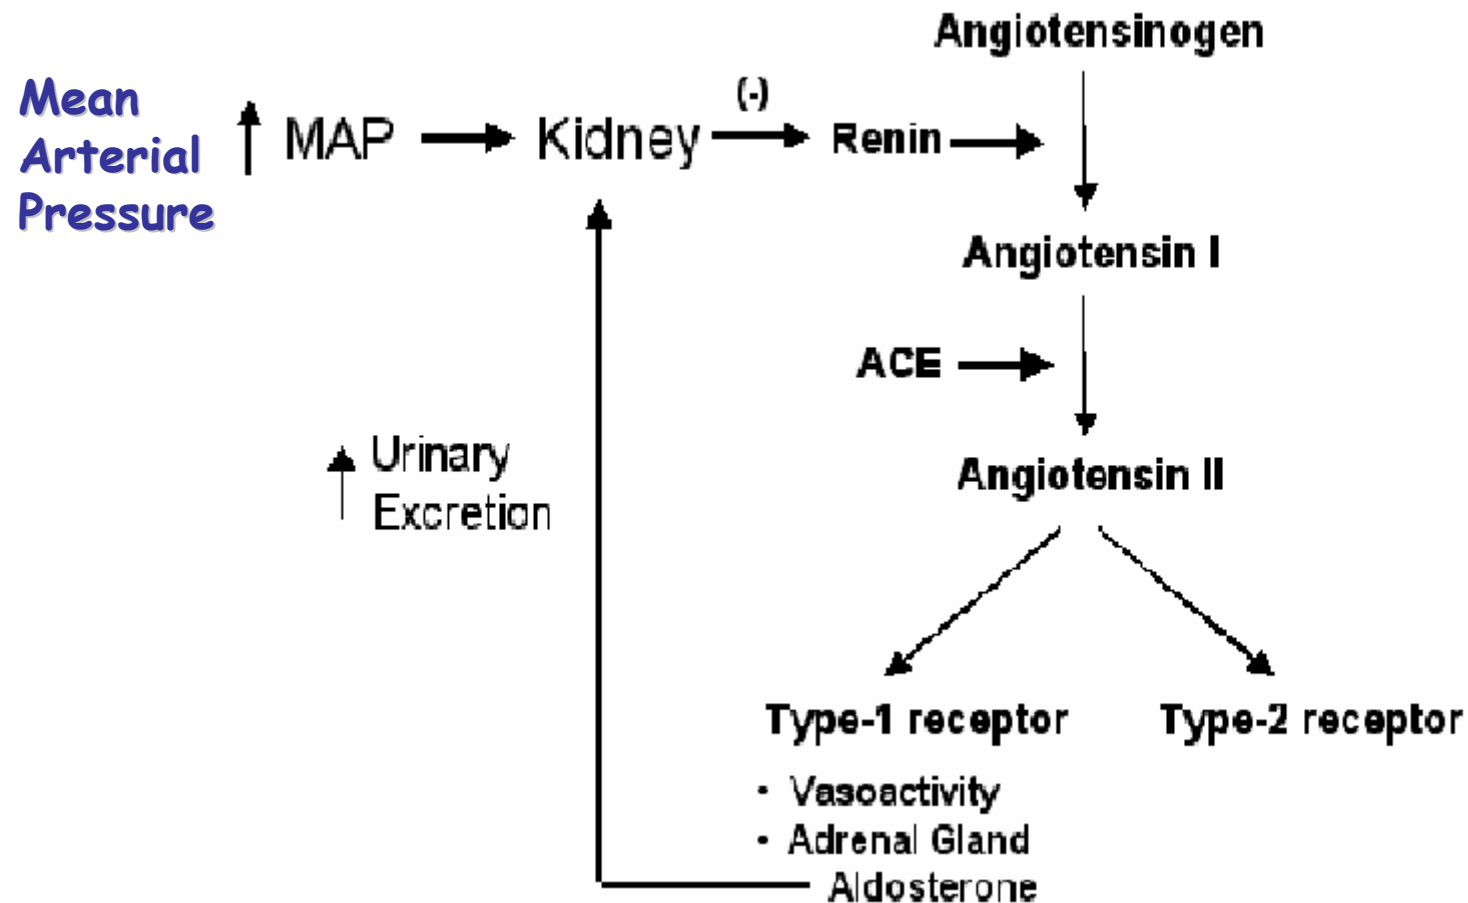 Mean
Arterial
Pressure
MAP
Kidney
(-)
Renin
Angiotensinogen
Angiotensin I
ACE
Angiotensin II
Urinary
Excretion
Type-1 receptor
Type-2 receptor
• Vasoactivity
• Adrenal Gland
Aldosterone